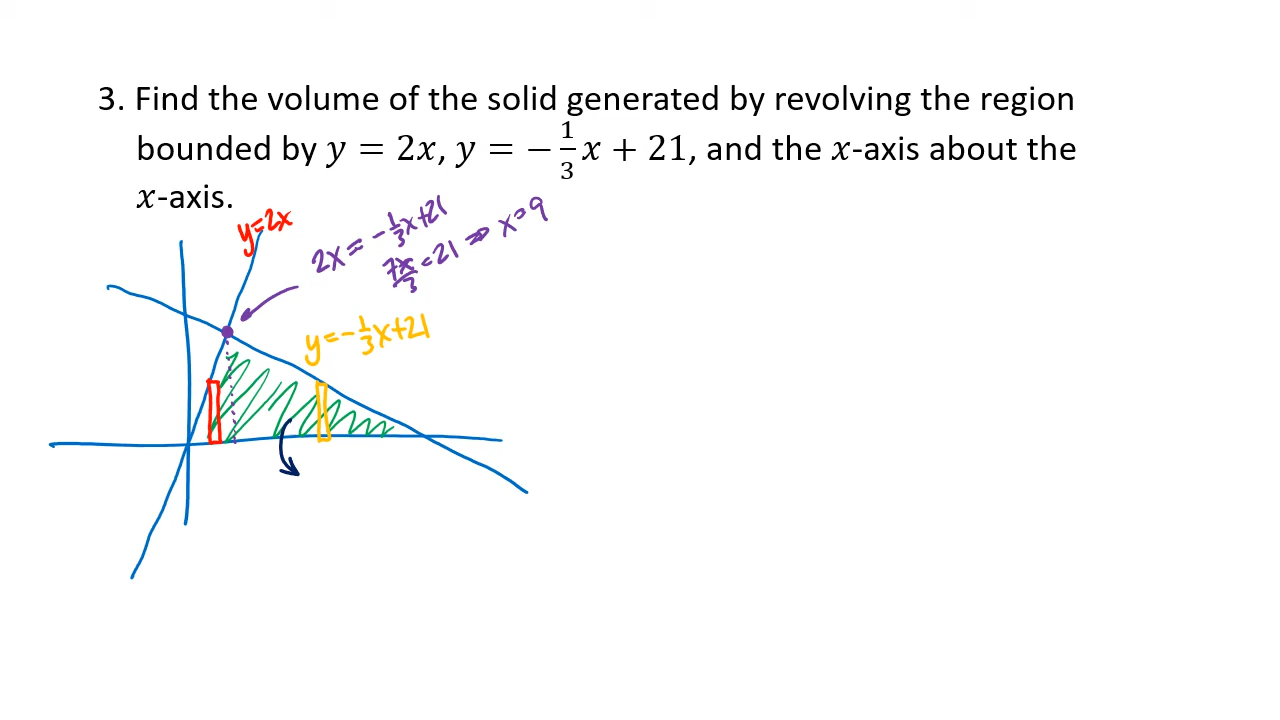 3. Find the volume of the solid generated by revolving the region
bounded by y = 2x, y = −1/3x + 21, and the x-axis about the
x-axis.
y=2x
2x = -1/3x+21
7x/3 = 21 ⇒ x=9
y=-1/3x+21